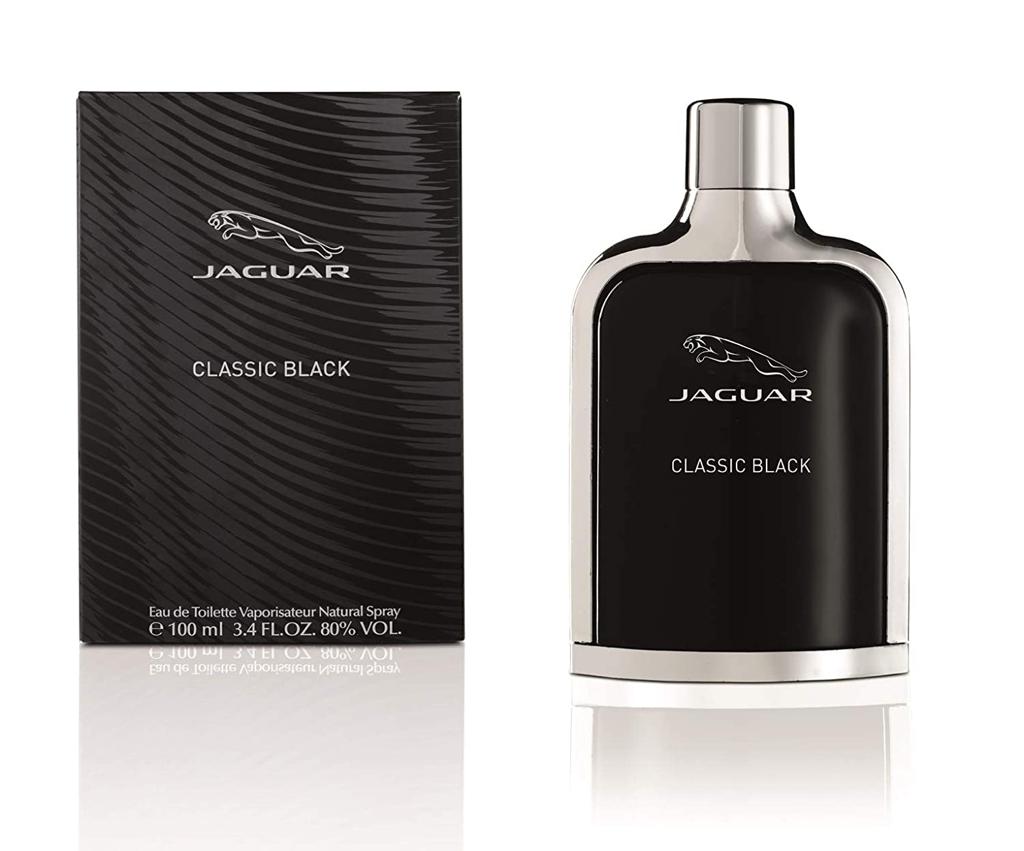 JAGUAR
CLASSIC BLACK
Eau de Toilette Vaporisateur Natural Spray
℮ 100 ml 3.4 FL.OZ. 80% VOL.
JAGUAR
CLASSIC BLACK